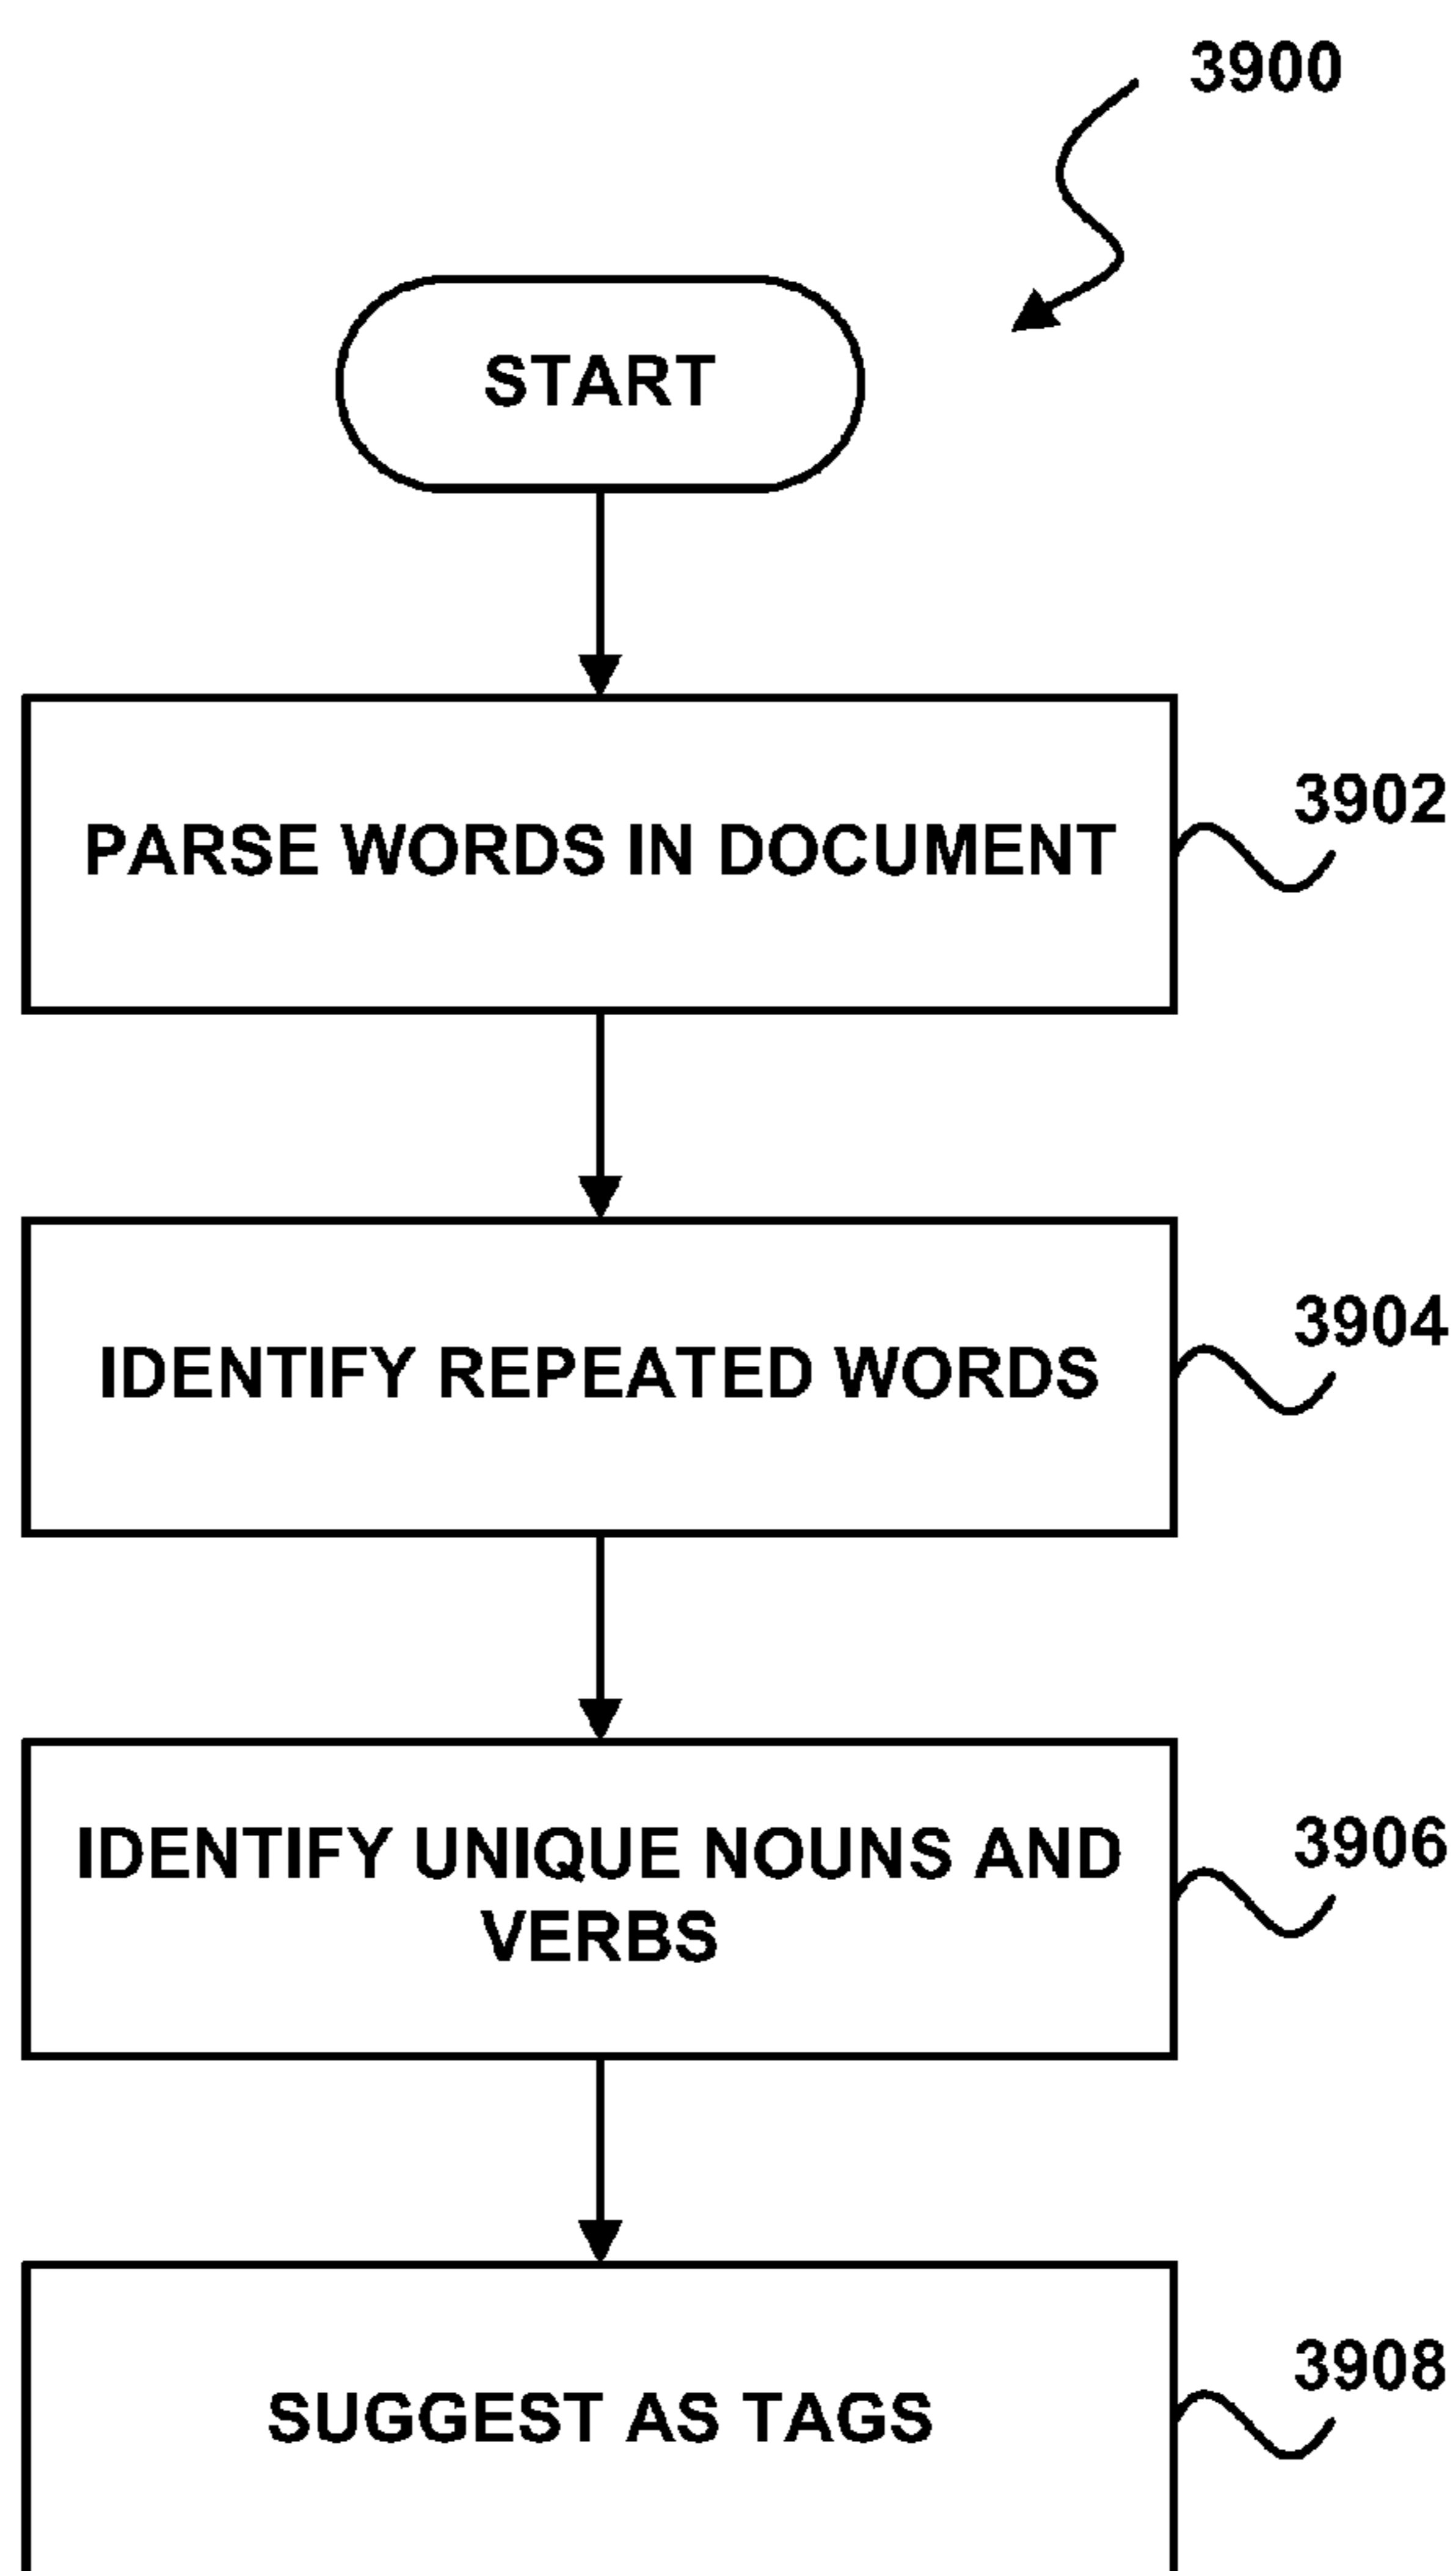 3900
START
3902
PARSE WORDS IN DOCUMENT
3904
IDENTIFY REPEATED WORDS
3906
IDENTIFY UNIQUE NOUNS AND
VERBS
3908
SUGGEST AS TAGS